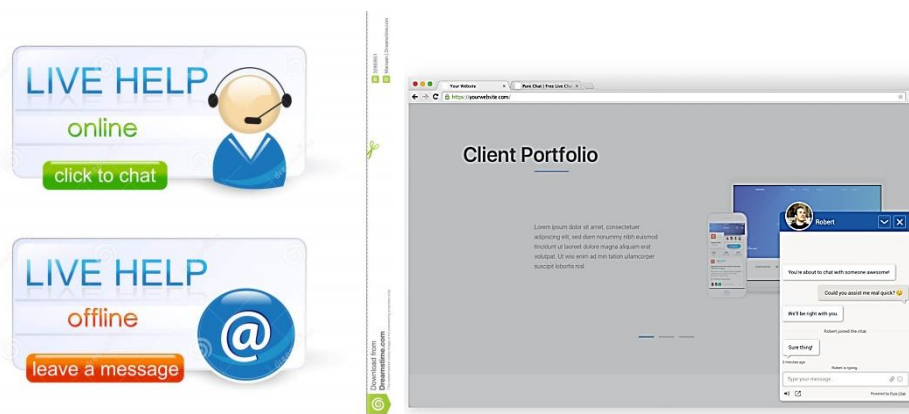 LIVE HELP
online
click to chat
LIVE HELP
offline
@
leave a message
Download from
Dreamstime.com
Your Website
Pure Chat | Free Live Cha
https://yourwebsite.com/
Client Portfolio
Lorem ipsum dolor sit amet, consectetuer
adipiscing elit, sed diam nonummy nibh euismod
tincidunt ut laoreet dolore magna aliquam erat
volutpat. Ut wisi enim ad min tation ullamcorper
suscipit lobortis nisl
Robert
You're about to chat with someone awesome!
Could you assist me real quick?
We'll be right with you.
Robert joined the chat
Sure thing!
2 minutes ago
Robert is typing
Type your message...
Powered by Pure Chat